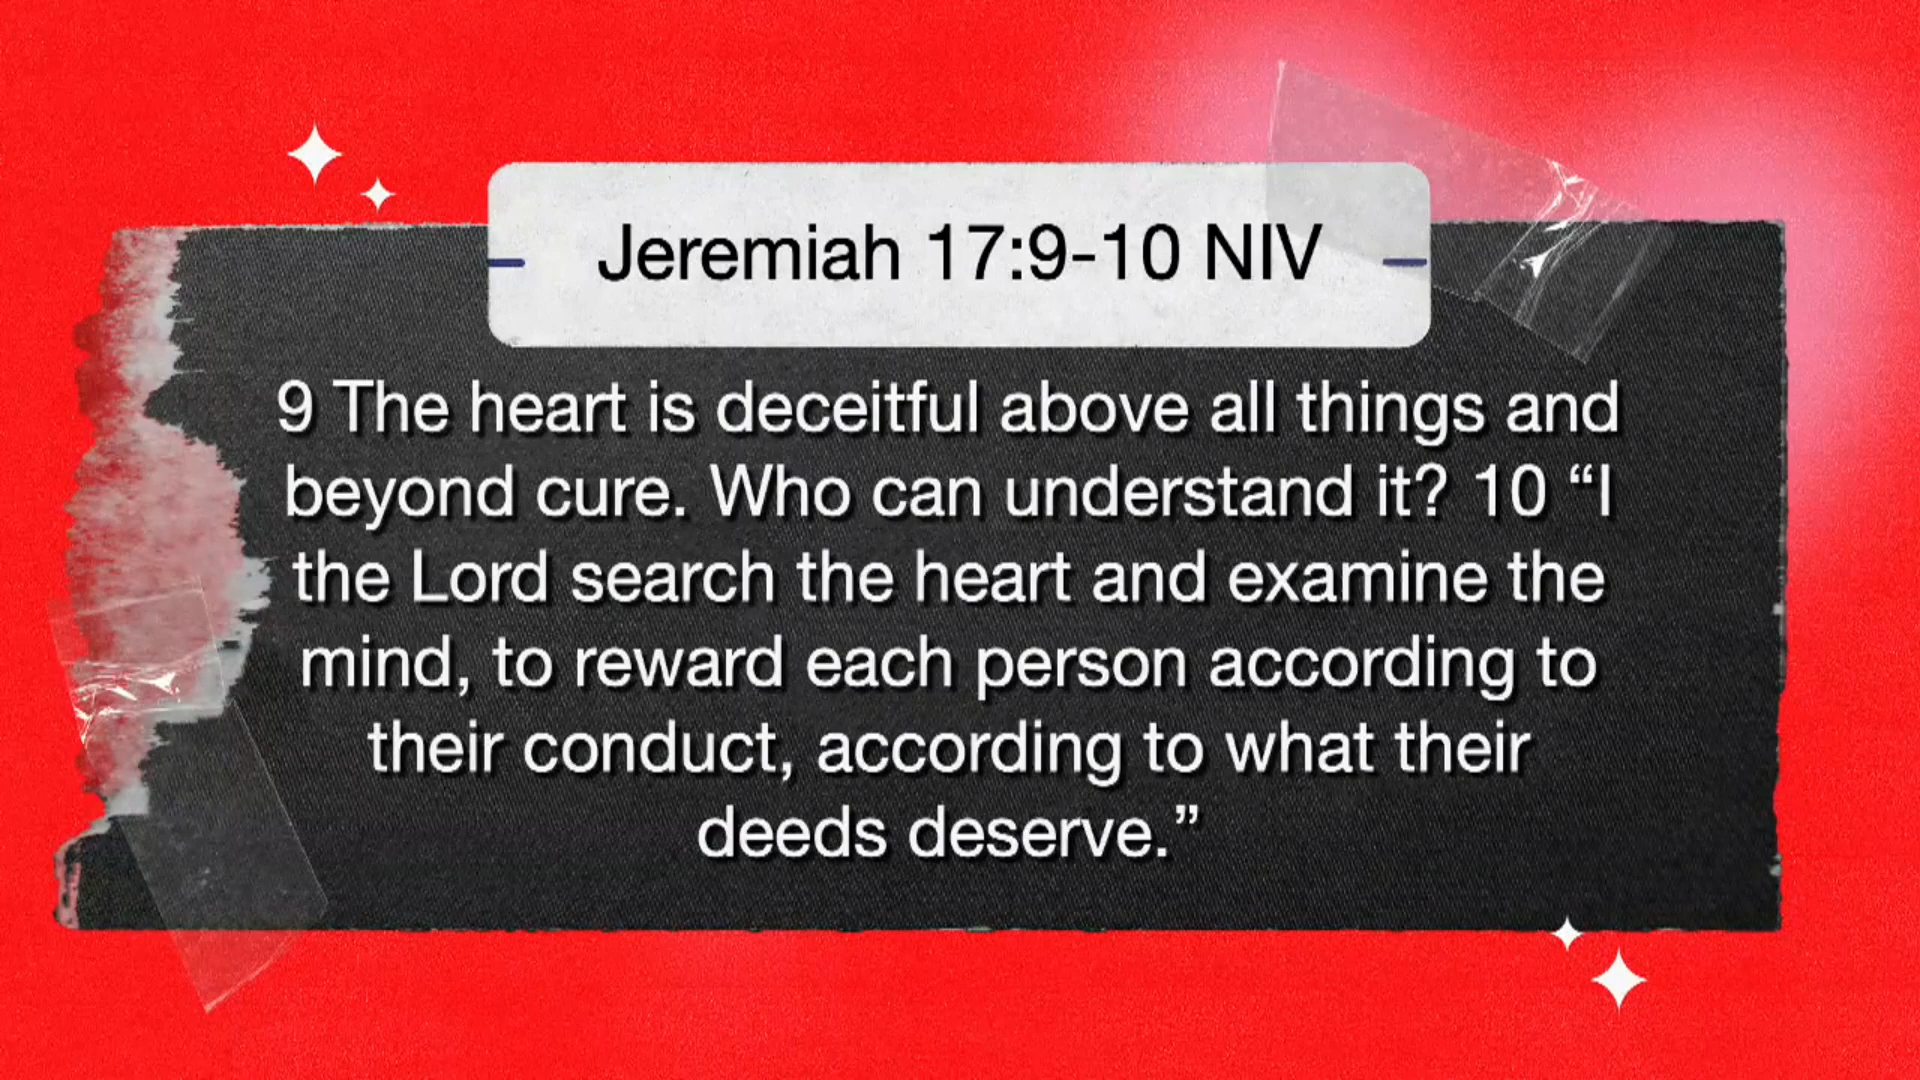 Jeremiah 17:9-10 NIV
9 The heart is deceitful above all things and
beyond cure. Who can understand it? 10 “I
the Lord search the heart and examine the
mind, to reward each person according to
their conduct, according to what their
deeds deserve.”